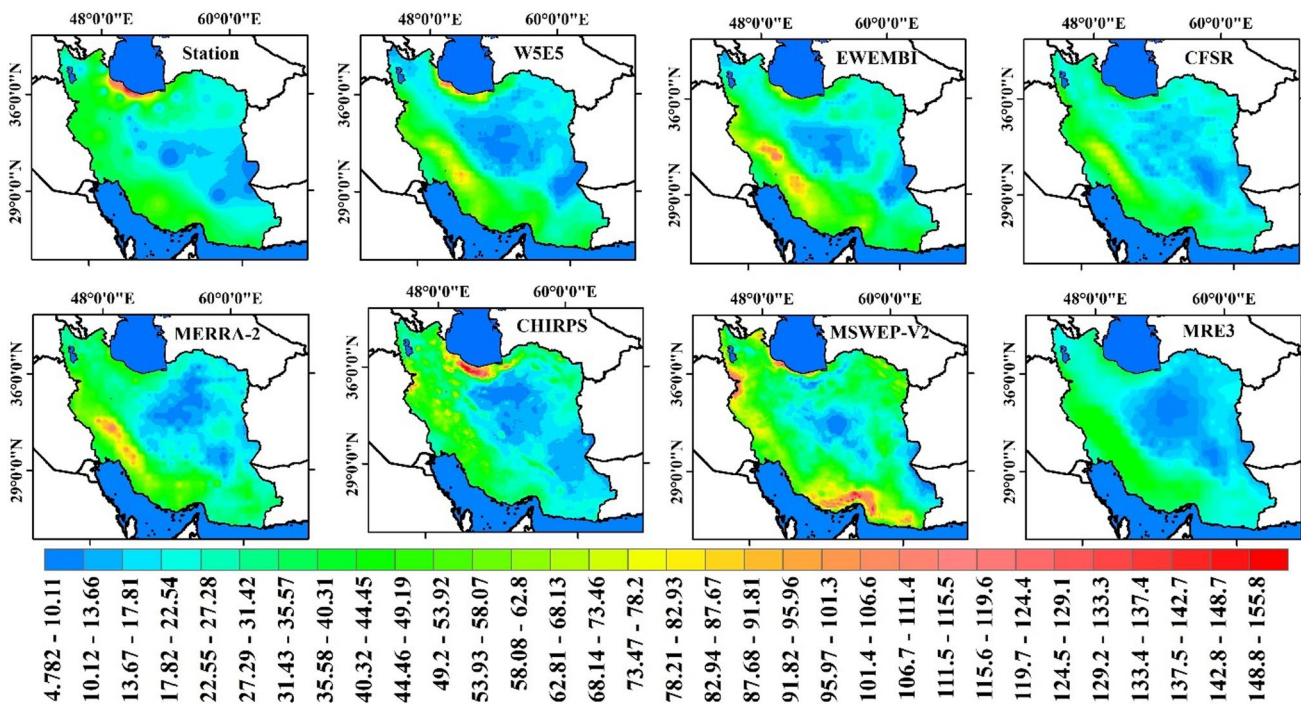 48°0'0"E 60°0'0"E 48°0'0"E 60°0'0"E 48°0'0"E 60°0'0"E 48°0'0"E 60°0'0"E
Station W5E5 EWEMBI CFSR
36°0'0"N 36°0'0"N 36°0'0"N 36°0'0"N
29°0'0"N 29°0'0"N 29°0'0"N 29°0'0"N
48°0'0"E 60°0'0"E 48°0'0"E 60°0'0"E 48°0'0"E 60°0'0"E 48°0'0"E 60°0'0"E
MERRA-2 CHIRPS MSWEP-V2 MRE3
36°0'0"N 36°0'0"N 36°0'0"N 36°0'0"N
29°0'0"N 29°0'0"N 29°0'0"N 29°0'0"N
4.782 - 10.11
10.12 - 13.66
13.67 - 17.81
17.82 - 22.54
22.55 - 27.28
27.29 - 31.42
31.43 - 35.57
35.58 - 40.31
40.32 - 44.45
44.46 - 49.19
49.2 - 53.92
53.93 - 58.07
58.08 - 62.8
62.81 - 68.13
68.14 - 73.46
73.47 - 78.2
78.21 - 82.93
82.94 - 87.67
87.68 - 91.81
91.82 - 95.96
95.97 - 101.3
101.4 - 106.6
106.7 - 111.4
111.5 - 115.5
115.6 - 119.6
119.7 - 124.4
124.5 - 129.1
129.2 - 133.3
133.4 - 137.4
137.5 - 142.7
142.8 - 148.7
148.8 - 155.8